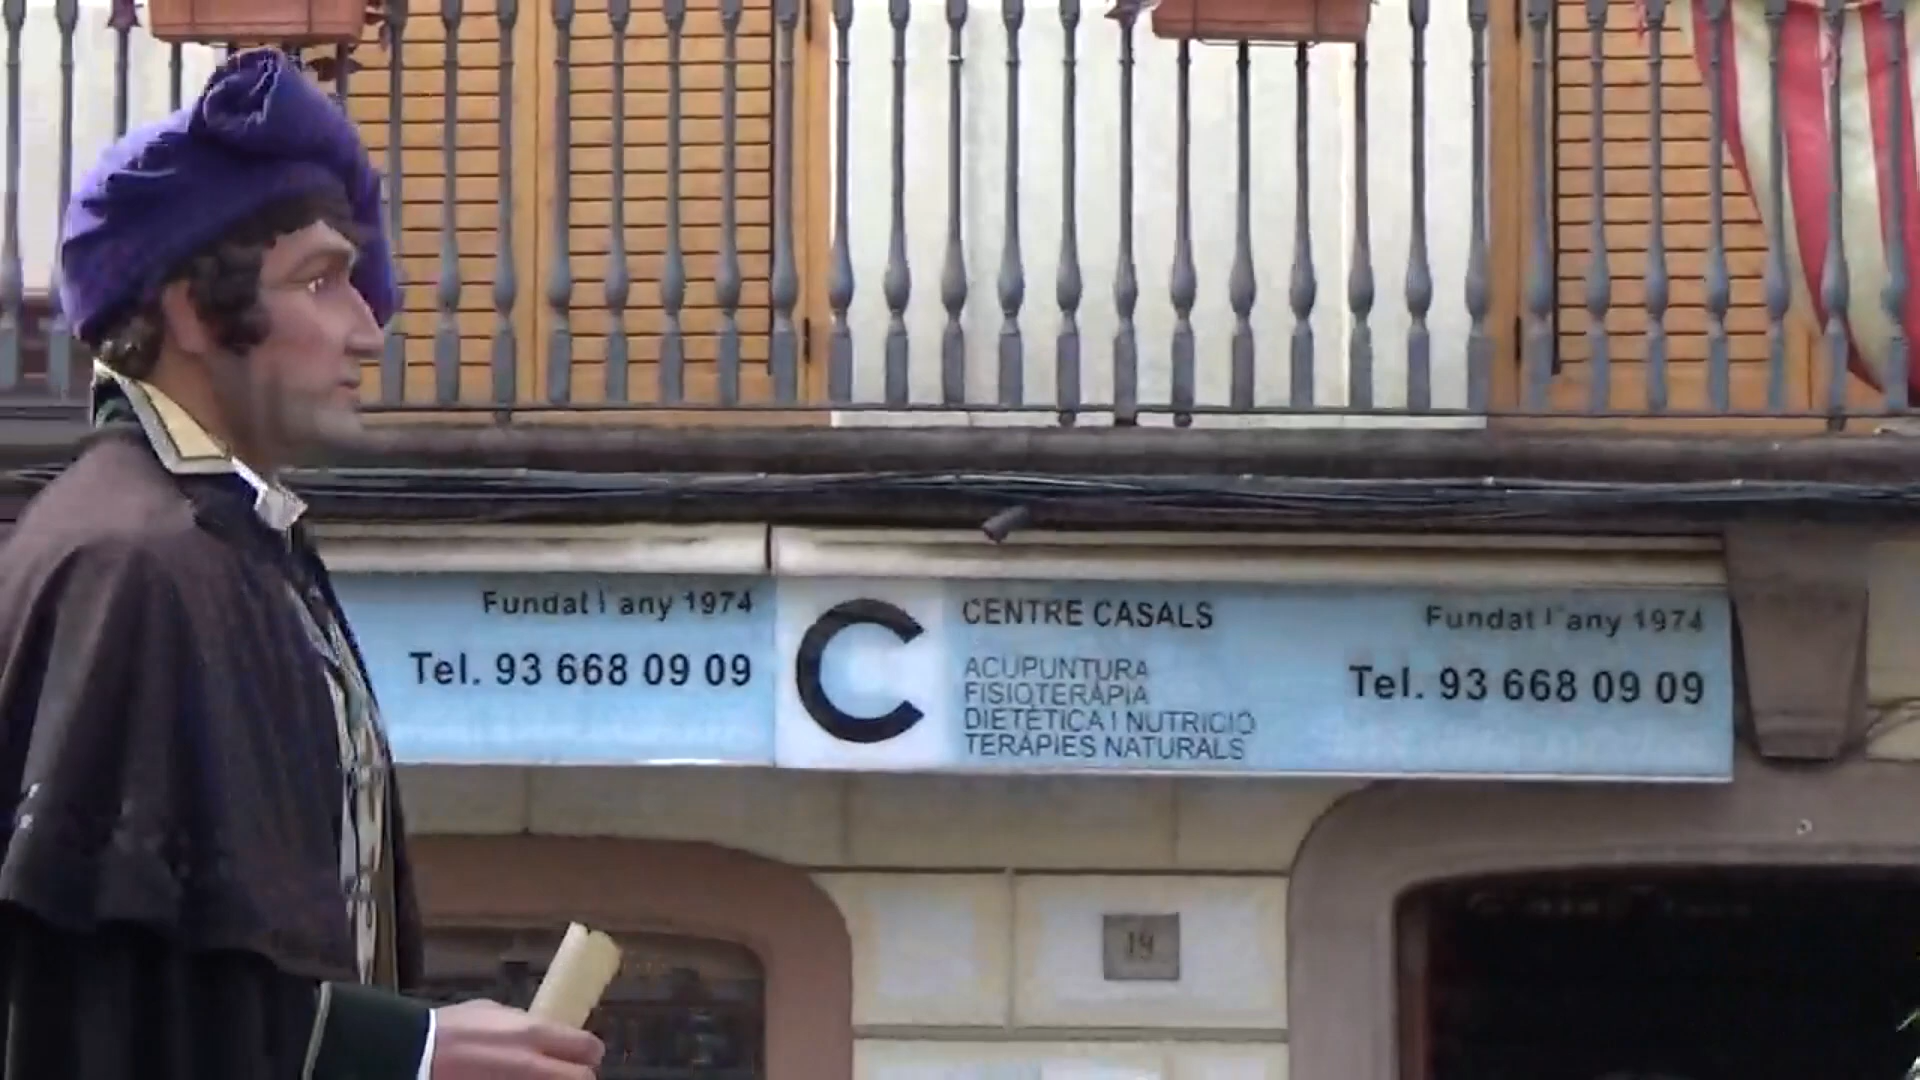 Fundat l any 1974
Tel. 93 668 09 09
C
CENTRE CASALS
ACUPUNTURA
FISIOTERÀPIA
DIETÈTICA I NUTRICIÓ
TERÀPIES NATURALS
Fundat l'any 1974
Tel. 93 668 09 09
19